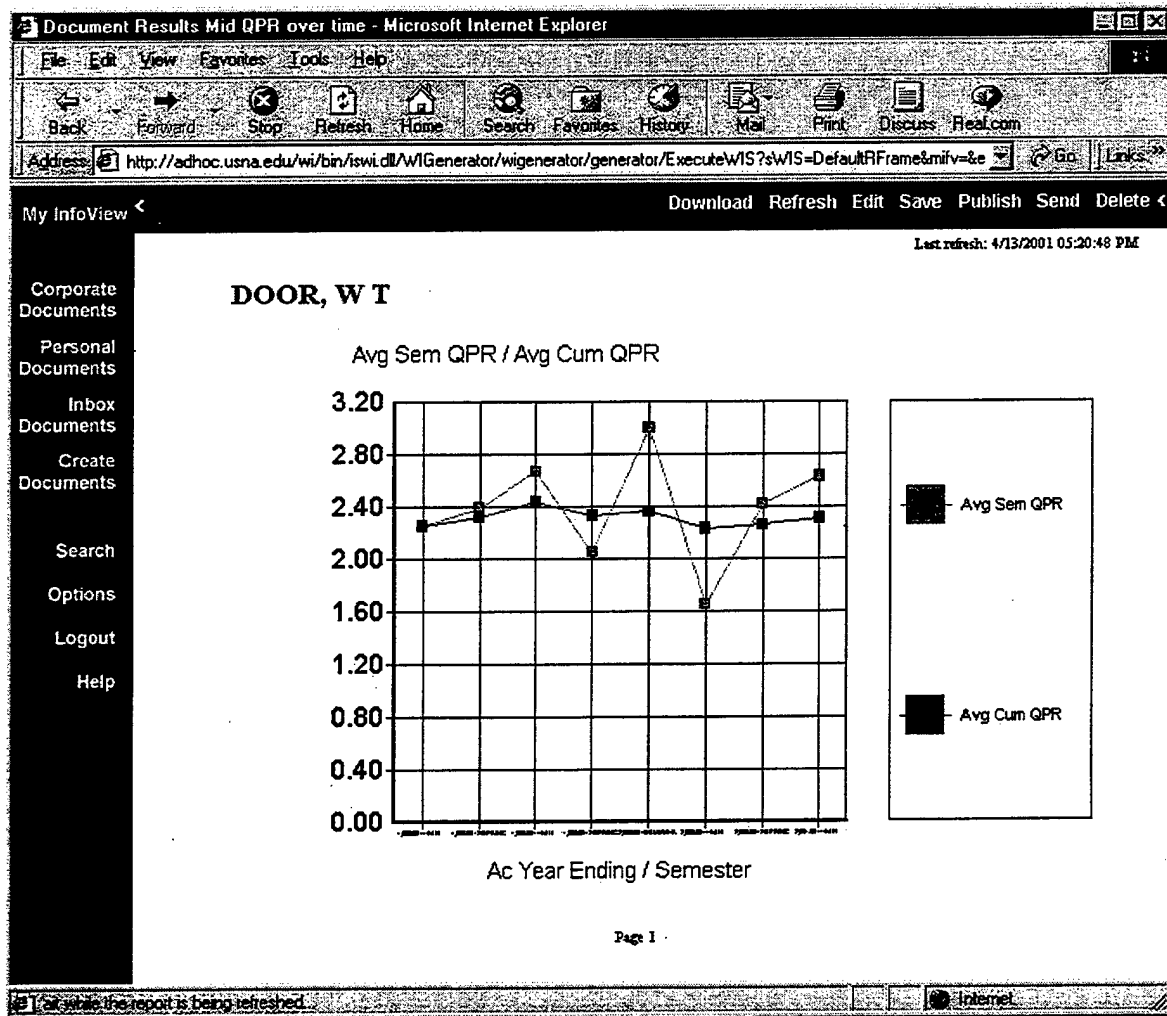 Document Results Mid QPR over time - Microsoft Internet Explorer
File Edit View Favorites Tools Help
Back Forward Stop Refresh Home Search Favorites History Mail Print Discuss Real.com
Address http://adhoc.usna.edu/wi/bin/iswi.dll/WIGenerator/wigenerator/generator/ExecuteWIS?sWIS=DefaultRFrame&mifv=&e Go Links »
My InfoView < Download Refresh Edit Save Publish Send Delete <
Last refresh: 4/13/2001 05:20:48 PM
Corporate
Documents
Personal
Documents
Inbox
Documents
Create
Documents
Search
Options
Logout
Help
DOOR, W T
Avg Sem QPR / Avg Cum QPR
3.20
2.80
2.40
2.00
1.60
1.20
0.80
0.40
0.00
Avg Sem QPR
Avg Cum QPR
Ac Year Ending / Semester
Page 1
while the report is being refreshed...
Internet